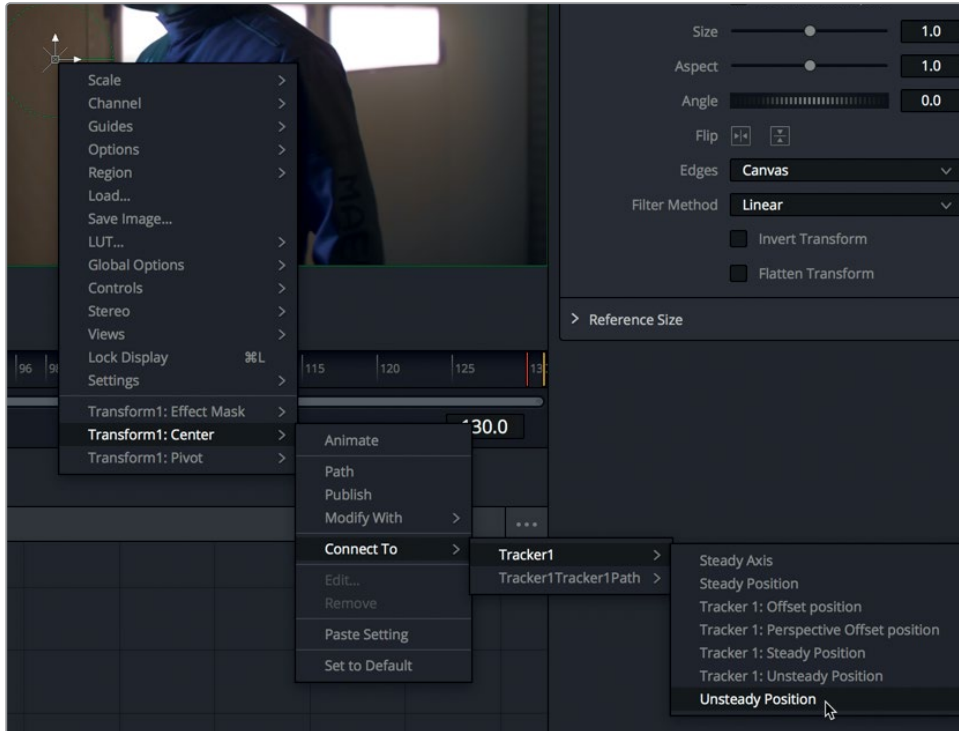 Size 1.0
Aspect 1.0
Angle 0.0
Flip
Edges Canvas
Filter Method Linear
Invert Transform
Flatten Transform
Reference Size
Scale
Channel
Guides
Options
Region
Load...
Save Image...
LUT...
Global Options
Controls
Stereo
Views
Lock Display ⌘L
Settings
Transform1: Effect Mask
Transform1: Center
Transform1: Pivot
96 115 120 125
130.0
Animate
Path
Publish
Modify With
Connect To
Edit...
Remove
Paste Setting
Set to Default
Tracker1
Tracker1Tracker1Path
Steady Axis
Steady Position
Tracker 1: Offset position
Tracker 1: Perspective Offset position
Tracker 1: Steady Position
Tracker 1: Unsteady Position
Unsteady Position